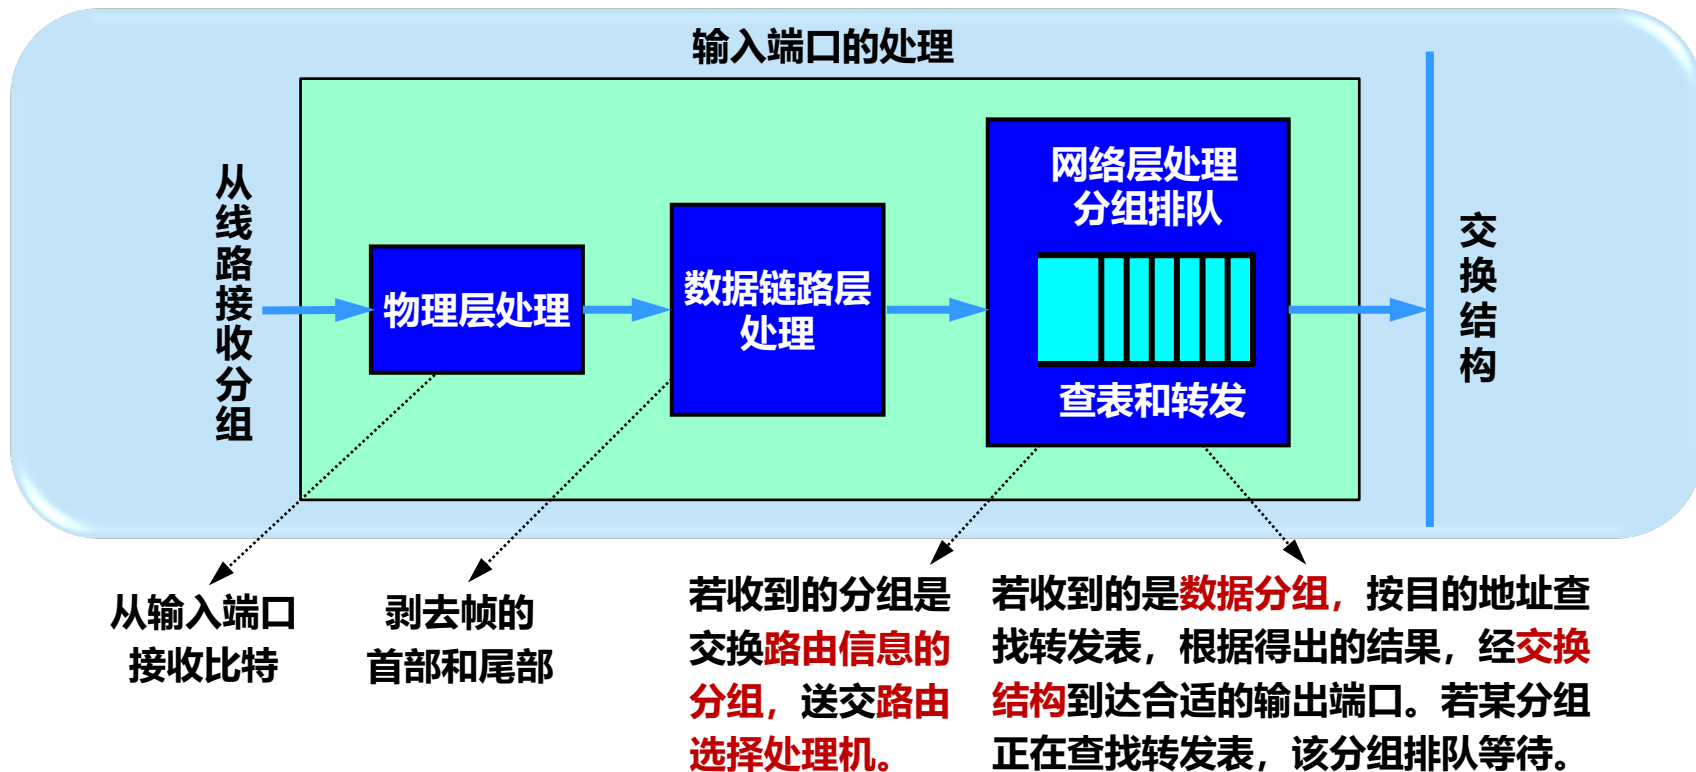 输入端口的处理
从线路接收分组
物理层处理
数据链路层
处理
网络层处理
分组排队
查表和转发
交换结构
从输入端口
接收比特
剥去帧的
首部和尾部
若收到的分组是
交换路由信息的
分组，送交路由
选择处理机。
若收到的是数据分组，按目的地址查
找转发表，根据得出的结果，经交换
结构到达合适的输出端口。若某分组
正在查找转发表，该分组排队等待。